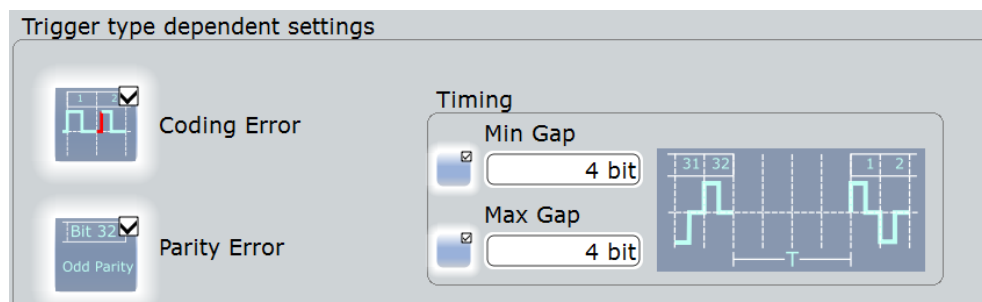 Trigger type dependent settings
1 2
Coding Error
Bit 32
Odd Parity
Parity Error
Timing
Min Gap
4 bit
Max Gap
4 bit
31 32 1 2
T